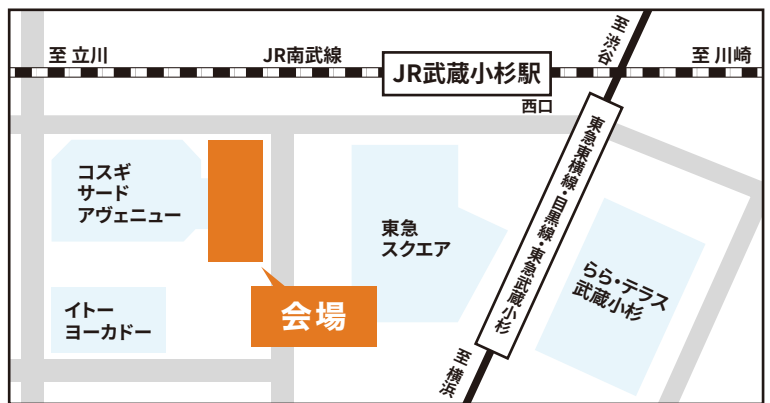 至 立川
JR南武線
JR武蔵小杉駅
至 渋谷
至 川崎
西口
コスギ
サード
アヴェニュー
東急
スクエア
東急東横線・目黒線・東急武蔵小杉
らら・テラス
武蔵小杉
イトー
ヨーカドー
会場
至 横浜